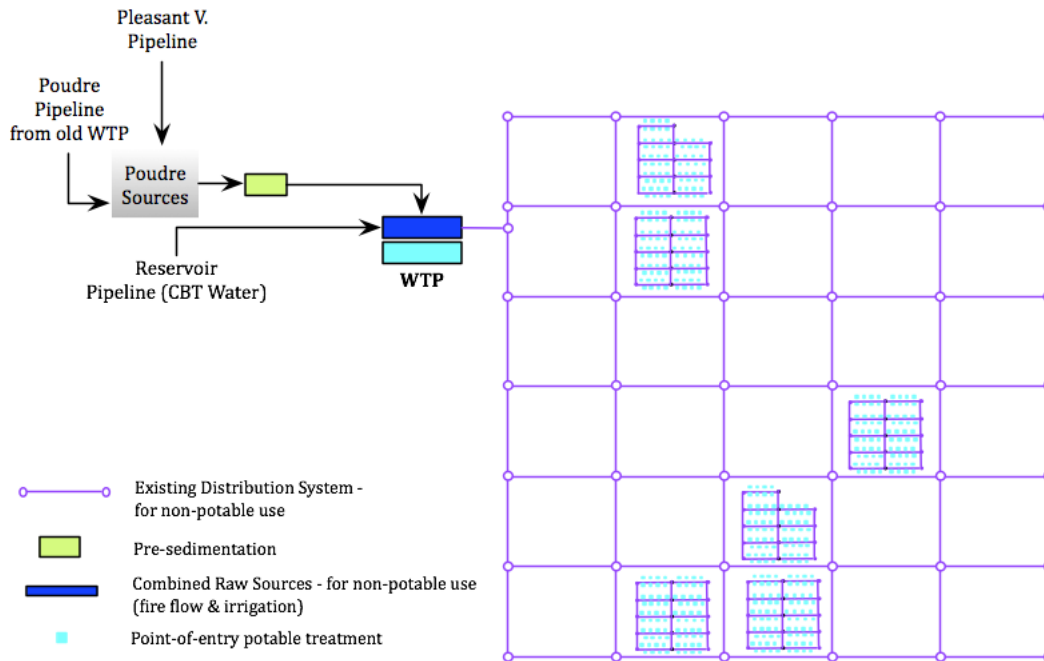 Pleasant V.
Pipeline
Poudre
Pipeline
from old WTP
Poudre
Sources
Reservoir
Pipeline (CBT Water)
WTP
Existing Distribution System -
for non-potable use
Pre-sedimentation
Combined Raw Sources - for non-potable use
(fire flow & irrigation)
Point-of-entry potable treatment